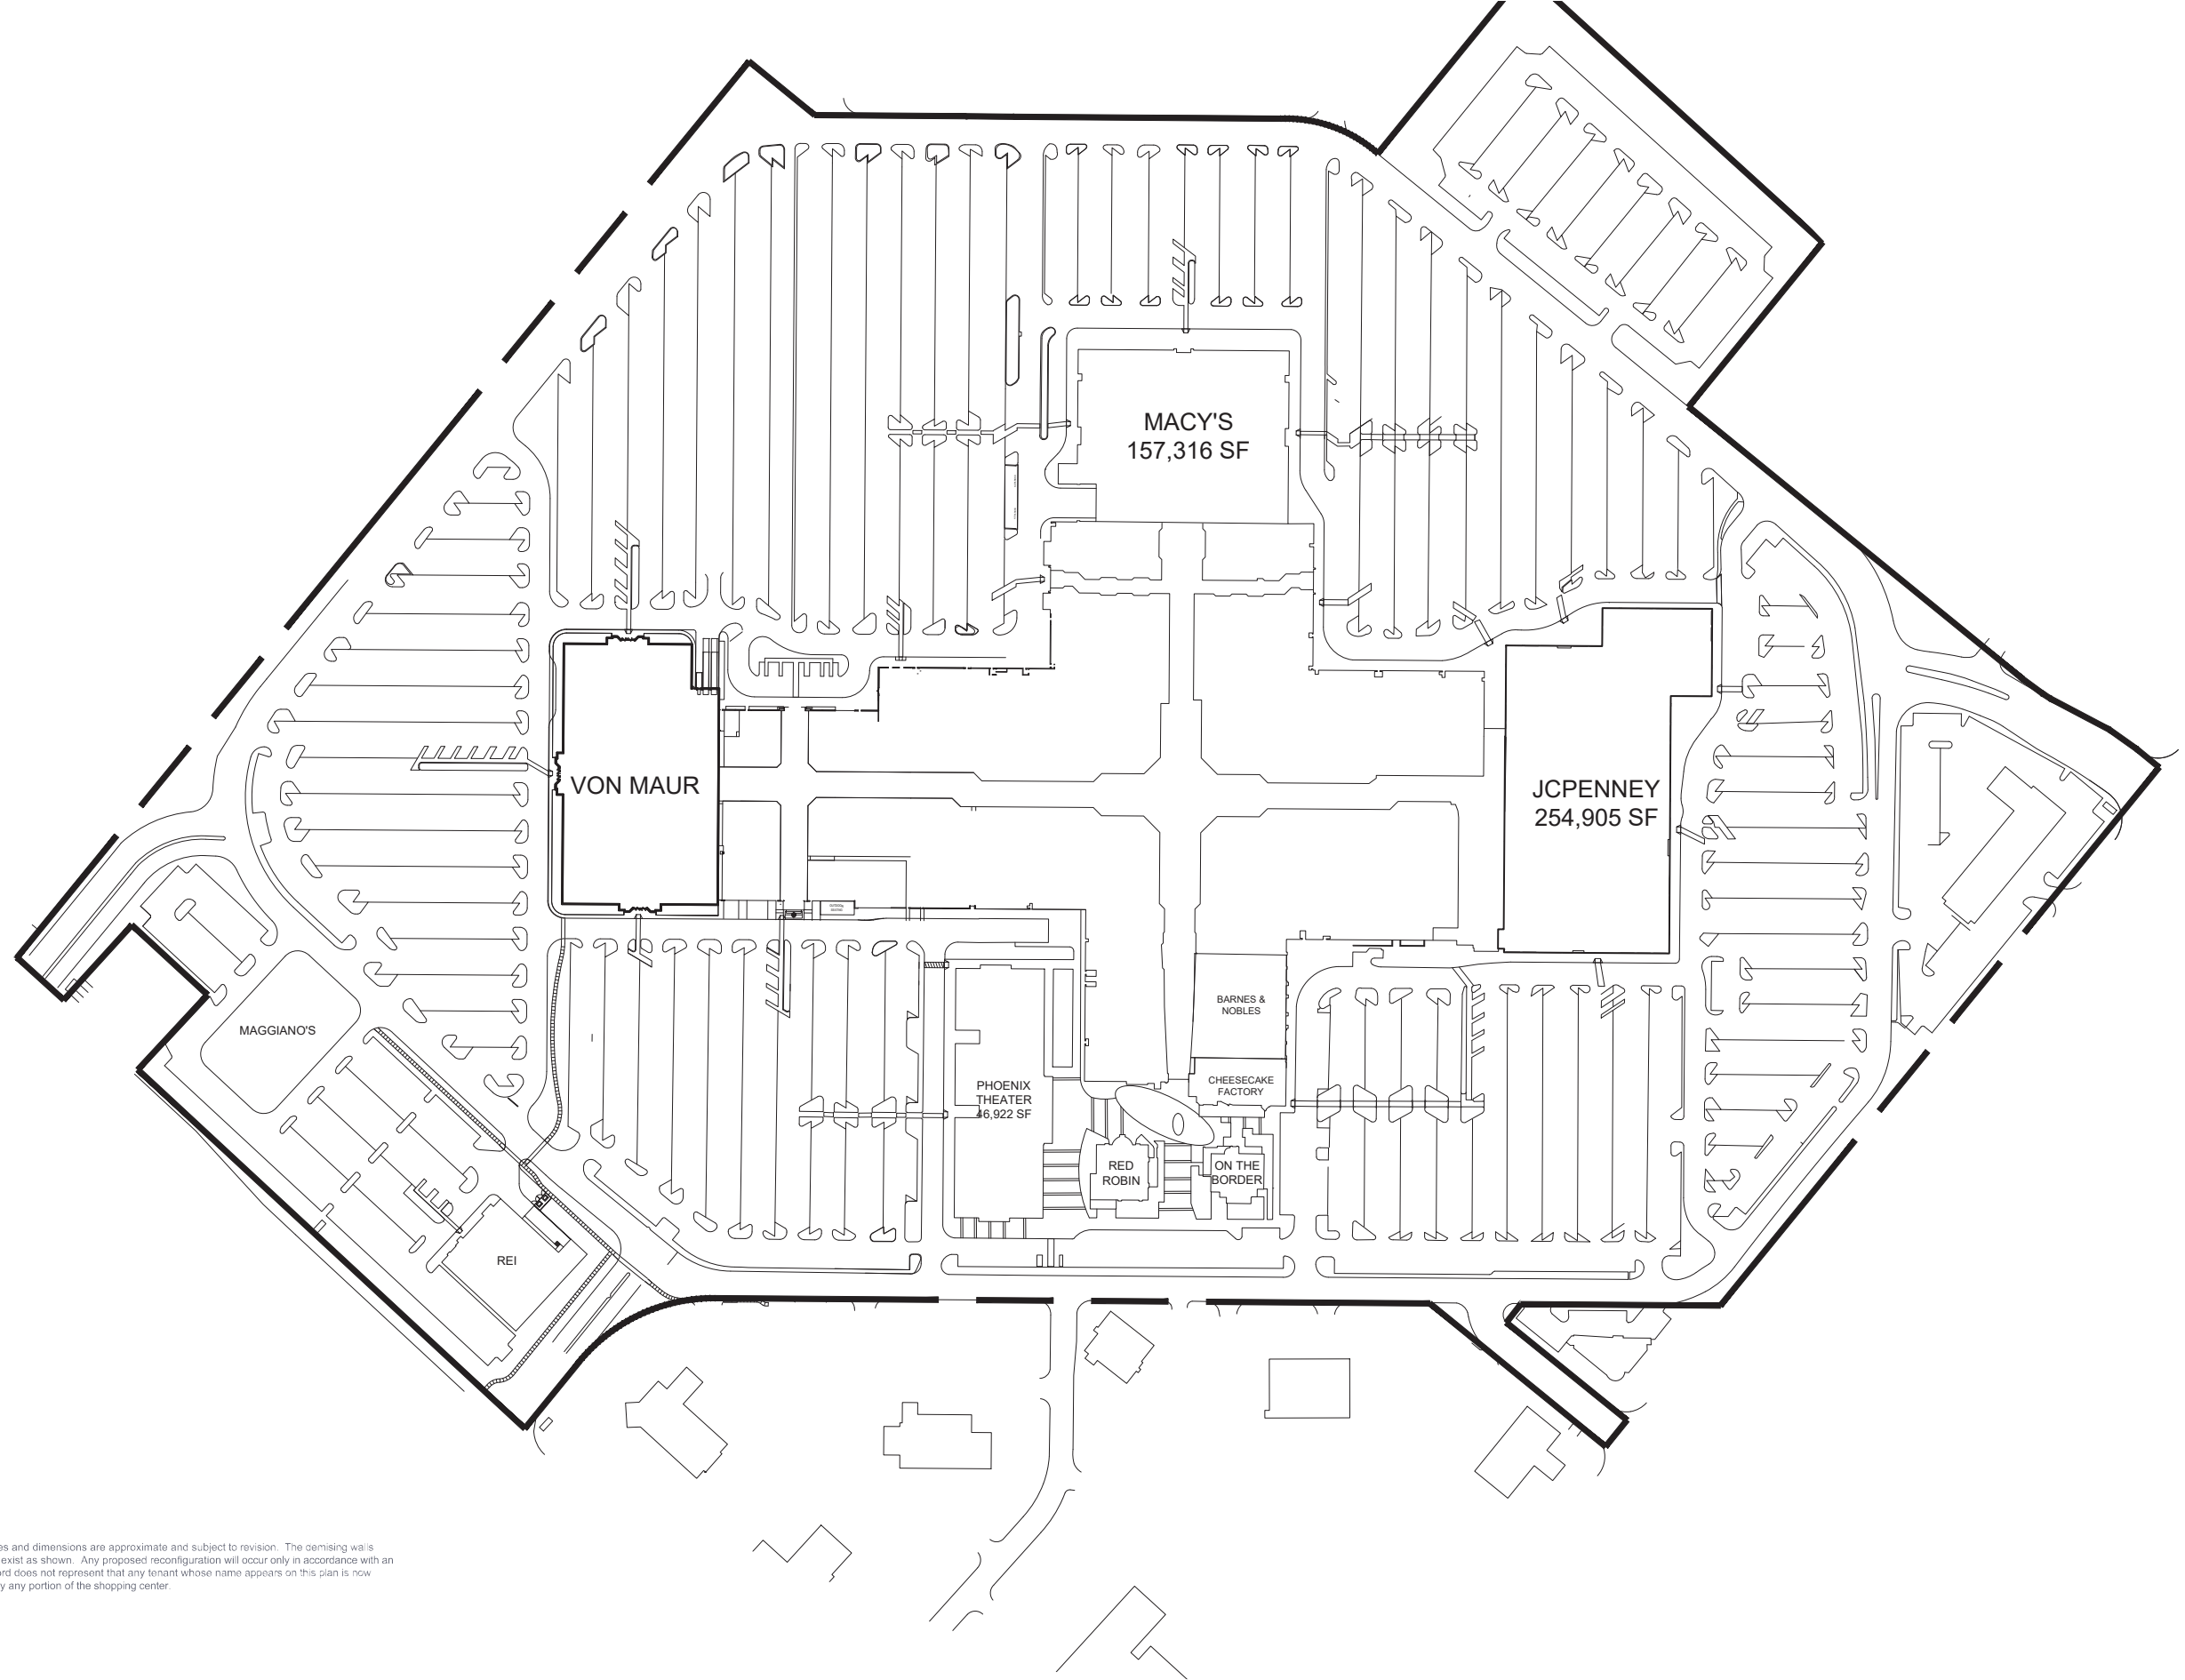 MACY'S
157,316 SF
VON MAUR
JCPENNEY
254,905 SF
BARNES &
NOBLES
MAGGIANO'S
CHEESECAKE
FACTORY
PHOENIX
THEATER
46,922 SF
RED
ROBIN
ON THE
BORDER
REI
es and dimensions are approximate and subject to revision. The demising walls
exist as shown. Any proposed reconfiguration will occur only in accordance with an
ord does not represent that any tenant whose name appears on this plan is now
y any portion of the shopping center.